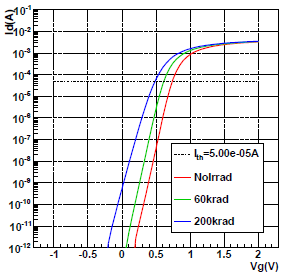 Id(A)
10⁻¹
10⁻²
10⁻³
10⁻⁴
10⁻⁵
10⁻⁶
10⁻⁷
10⁻⁸
10⁻⁹
10⁻¹⁰
10⁻¹¹
10⁻¹²
Ith=5.00e-05A
NoIrrad
60krad
200krad
-1 -0.5 0 0.5 1 1.5 2
Vg(V)